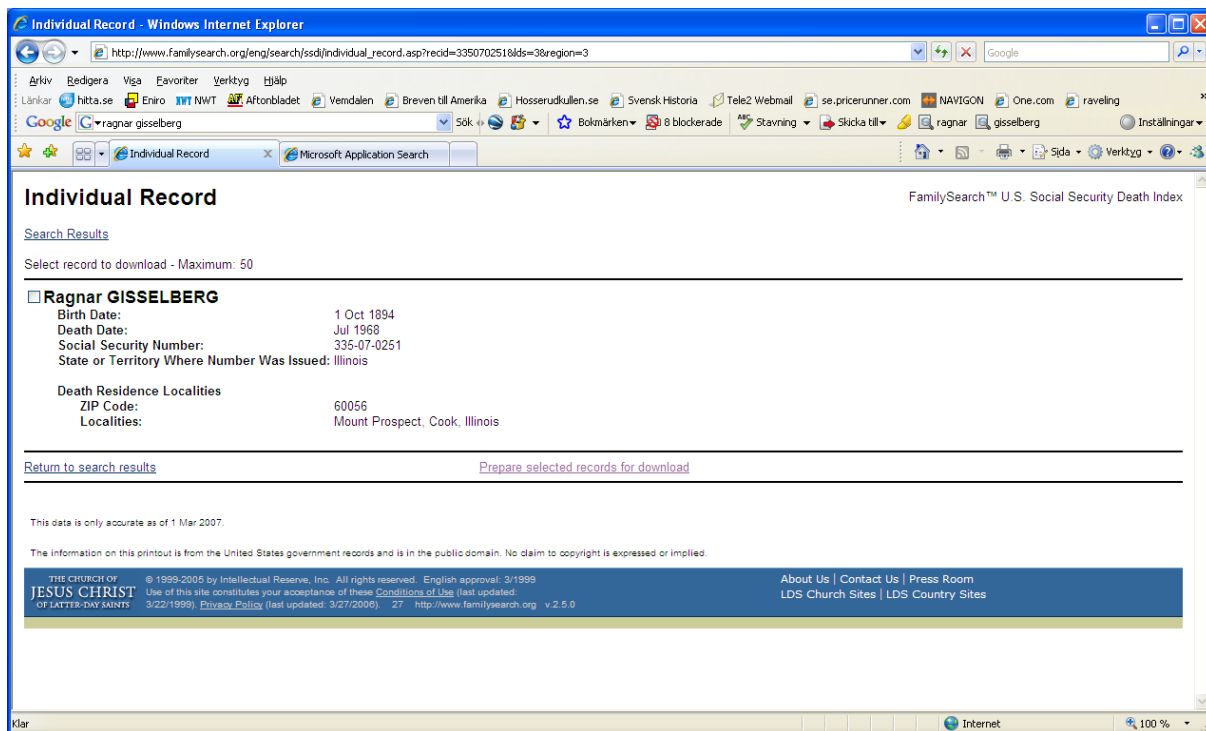 Individual Record - Windows Internet Explorer
http://www.familysearch.org/eng/search/ssdi/individual_record.asp?recid=335070251&lds=3&region=3
Google
Arkiv Redigera Visa Favoriter Verktyg Hjälp
Länkar hitta.se Eniro NWT NWT Aftonbladet Vemdalen Breven till Amerika Hosserudkullen.se Svensk Historia Tele2 Webmail se.pricerunner.com NAVIGON One.com raveling »
Google G ragnar gisselberg Sök Bokmärken 8 blockerade ABC Stavning Skicka till ragnar gisselberg Inställningar
Individual Record X Microsoft Application Search Sida Verktyg
Individual Record
FamilySearch™ U.S. Social Security Death Index
Search Results
Select record to download - Maximum: 50
Ragnar GISSELBERG
Birth Date: 1 Oct 1894
Death Date: Jul 1968
Social Security Number: 335-07-0251
State or Territory Where Number Was Issued: Illinois
Death Residence Localities
ZIP Code: 60056
Localities: Mount Prospect, Cook, Illinois
Return to search results Prepare selected records for download
This data is only accurate as of 1 Mar 2007.
The information on this printout is from the United States government records and is in the public domain. No claim to copyright is expressed or implied.
THE CHURCH OF
JESUS CHRIST
OF LATTER-DAY SAINTS
© 1999-2005 by Intellectual Reserve, Inc. All rights reserved. English approval: 3/1999
Use of this site constitutes your acceptance of these Conditions of Use (last updated:
3/22/1999). Privacy Policy (last updated: 3/27/2006). 27 http://www.familysearch.org v.2.5.0
About Us | Contact Us | Press Room
LDS Church Sites | LDS Country Sites
Klar Internet 100 %